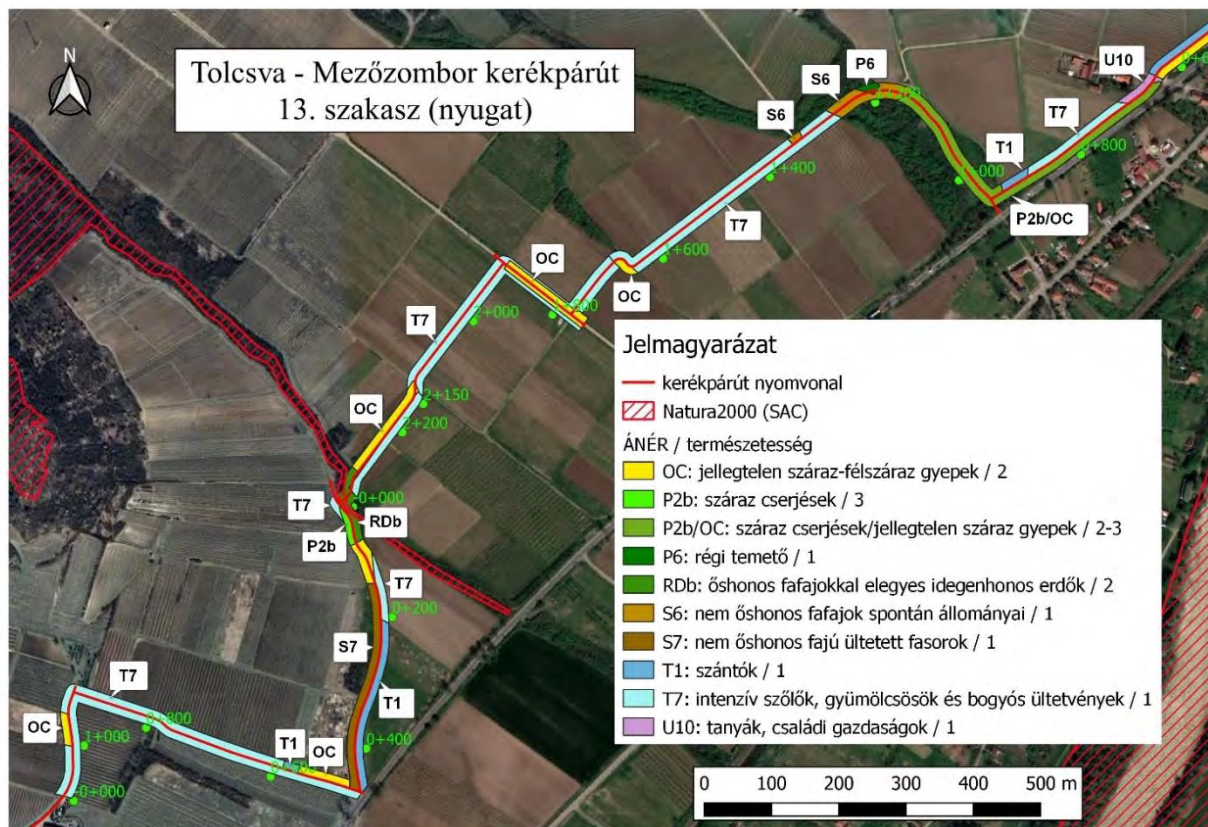 N
Tolcsva - Mezőzombor kerékpárút
13. szakasz (nyugat)
U10
P6
S6
S6
T7
0+800
T1
P2b/OC
1+400
T7
1+600
OC
OC
T7
2+000
2+150
OC
2+200
T7
0+000
RDb
P2b
T7
0+200
S7
T1
0+400
T7
0+800
OC
1+000
T1
OC
0+000
Jelmagyarázat
kerékpárút nyomvonal
Natura2000 (SAC)
ÁNÉR / természetesség
OC: jellegtelen száraz-félszáraz gyepek / 2
P2b: száraz cserjések / 3
P2b/OC: száraz cserjések/jellegtelen száraz gyepek / 2-3
P6: régi temető / 1
RDb: őshonos fafajokkal elegyes idegenhonos erdők / 2
S6: nem őshonos fafajok spontán állományai / 1
S7: nem őshonos fajú ültetett fasorok / 1
T1: szántók / 1
T7: intenzív szőlők, gyümölcsösök és bogyós ültetvények / 1
U10: tanyák, családi gazdaságok / 1
0 100 200 300 400 500 m